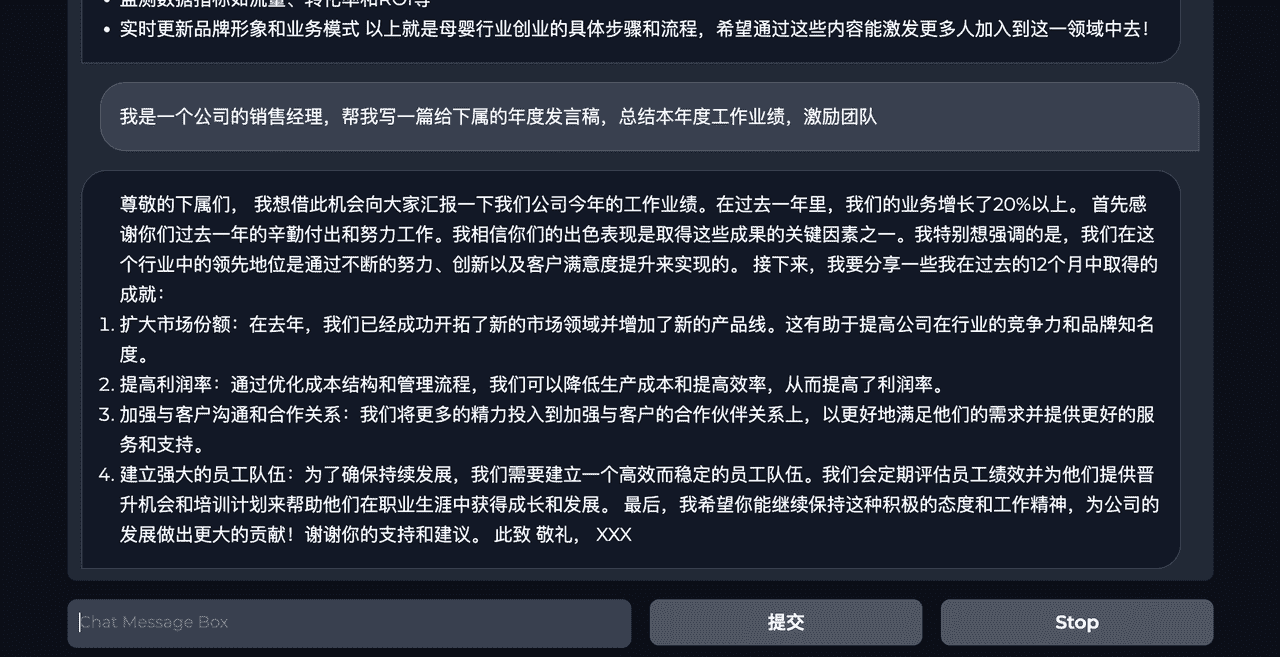 监测数据指标如流量、转化率和ROI等
• 实时更新品牌形象和业务模式 以上就是母婴行业创业的具体步骤和流程，希望通过这些内容能激发更多人加入到这一领域中去！
我是一个公司的销售经理，帮我写一篇给下属的年度发言稿，总结本年度工作业绩，激励团队
尊敬的下属们， 我想借此机会向大家汇报一下我们公司今年的工作业绩。在过去一年里，我们的业务增长了20%以上。 首先感
谢你们过去一年的辛勤付出和努力工作。我相信你们的出色表现是取得这些成果的关键因素之一。我特别想强调的是，我们在这
个行业中的领先地位是通过不断的努力、创新以及客户满意度提升来实现的。 接下来，我要分享一些我在过去的12个月中取得的
成就：
1. 扩大市场份额：在去年，我们已经成功开拓了新的市场领域并增加了新的产品线。这有助于提高公司在行业的竞争力和品牌知名
度。
2. 提高利润率：通过优化成本结构和管理流程，我们可以降低生产成本和提高效率，从而提高了利润率。
3. 加强与客户沟通和合作关系：我们将更多的精力投入到加强与客户的合作伙伴关系上，以更好地满足他们的需求并提供更好的服
务和支持。
4. 建立强大的员工队伍：为了确保持续发展，我们需要建立一个高效而稳定的员工队伍。我们会定期评估员工绩效并为他们提供晋
升机会和培训计划来帮助他们在职业生涯中获得成长和发展。 最后，我希望你能继续保持这种积极的态度和工作精神，为公司的
发展做出更大的贡献！谢谢你的支持和建议。 此致 敬礼， XXX
Chat Message Box
提交
Stop